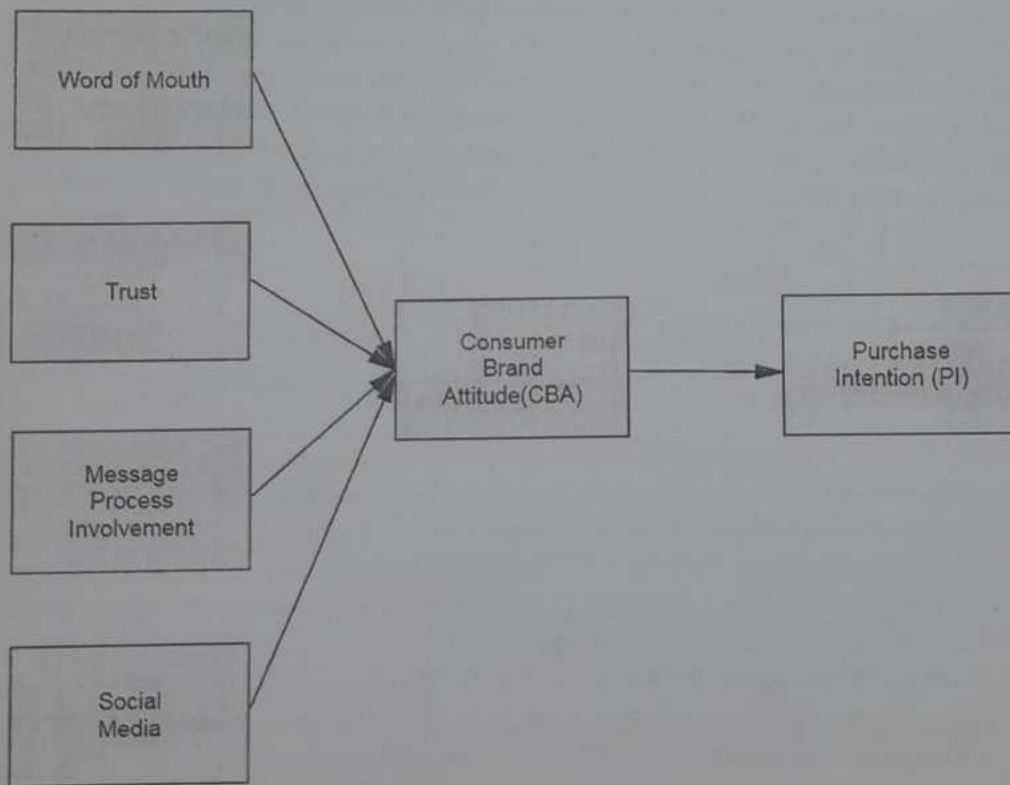 Word of Mouth
Trust
Message
Process
Involvement
Social
Media
Consumer
Brand
Attitude(CBA)
Purchase
Intention (PI)